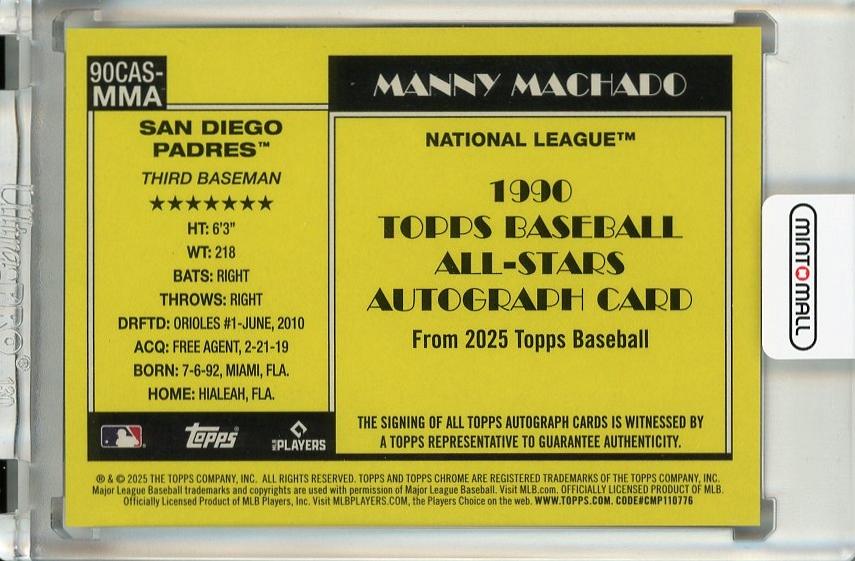 90CAS-
MMA
MANNY MACHADO
SAN DIEGO
PADRES™
THIRD BASEMAN
★★★★★★★
HT: 6'3"
WT: 218
BATS: RIGHT
THROWS: RIGHT
DRFTD: ORIOLES #1-JUNE, 2010
ACQ: FREE AGENT, 2-21-19
BORN: 7-6-92, MIAMI, FLA.
HOME: HIALEAH, FLA.
NATIONAL LEAGUE™
1990
TOPPS BASEBALL
ALL-STARS
AUTOGRAPH CARD
From 2025 Topps Baseball
THE SIGNING OF ALL TOPPS AUTOGRAPH CARDS IS WITNESSED BY
A TOPPS REPRESENTATIVE TO GUARANTEE AUTHENTICITY.
topps
MLB PLAYERS
® & © 2025 THE TOPPS COMPANY, INC. ALL RIGHTS RESERVED. TOPPS AND TOPPS CHROME ARE REGISTERED TRADEMARKS OF THE TOPPS COMPANY, INC.
Major League Baseball trademarks and copyrights are used with permission of Major League Baseball. Visit MLB.com. OFFICIALLY LICENSED PRODUCT OF MLB.
Officially Licensed Product of MLB Players, Inc. Visit MLBPLAYERS.COM, the Players Choice on the web. WWW.TOPPS.COM. CODE#CMP110776
MINTOMALL